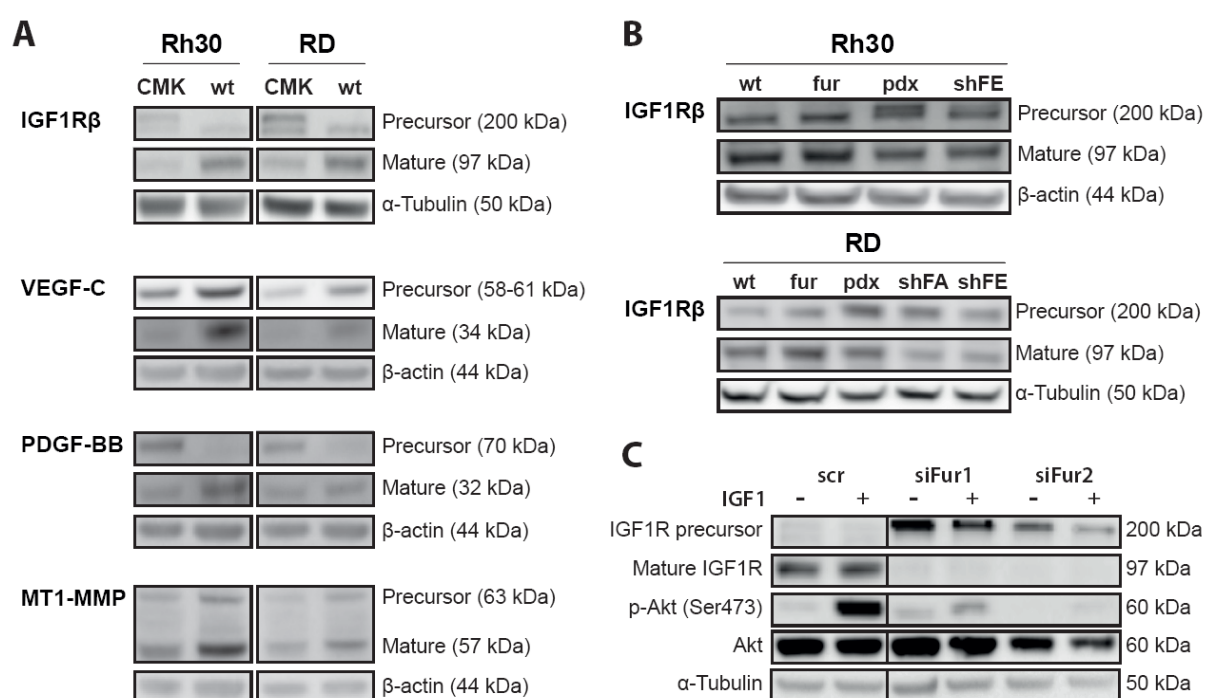 A
Rh30 RD
CMK wt CMK wt
IGF1Rβ Precursor (200 kDa)
Mature (97 kDa)
α-Tubulin (50 kDa)
VEGF-C Precursor (58-61 kDa)
Mature (34 kDa)
β-actin (44 kDa)
PDGF-BB Precursor (70 kDa)
Mature (32 kDa)
β-actin (44 kDa)
MT1-MMP Precursor (63 kDa)
Mature (57 kDa)
β-actin (44 kDa)
B
Rh30
wt fur pdx shFE
IGF1Rβ Precursor (200 kDa)
Mature (97 kDa)
β-actin (44 kDa)
RD
wt fur pdx shFA shFE
IGF1Rβ Precursor (200 kDa)
Mature (97 kDa)
α-Tubulin (50 kDa)
C
scr siFur1 siFur2
IGF1 - + - + - +
IGF1R precursor 200 kDa
Mature IGF1R 97 kDa
p-Akt (Ser473) 60 kDa
Akt 60 kDa
α-Tubulin 50 kDa